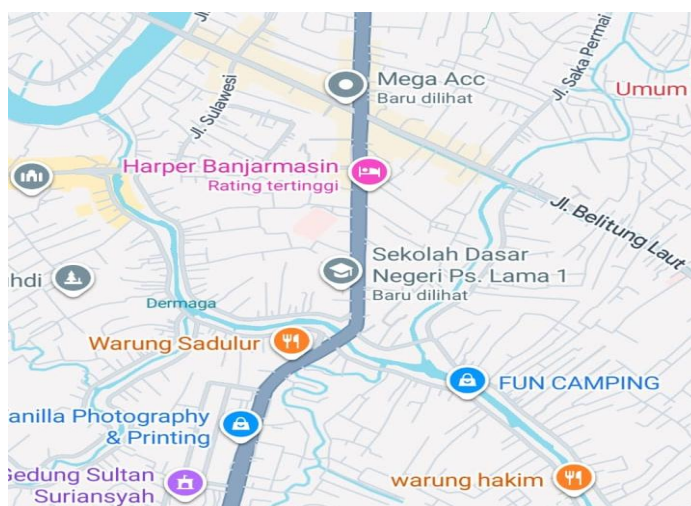 Jl.
Jl. Sulawesi
Mega Acc
Baru dilihat
Jl. Saka Permai
Umum
Harper Banjarmasin
Rating tertinggi
Jl. Belitung Laut
Sekolah Dasar
Negeri Ps. Lama 1
Baru dilihat
hdi
Dermaga
Warung Sadulur
FUN CAMPING
anilla Photography
& Printing
Gedung Sultan
Suriansyah
warung hakim